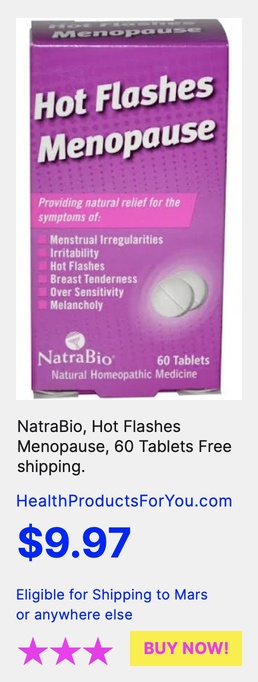 Menopause
Hot Flashes
Menopause
Providing natural relief for the
symptoms of:
Menstrual Irregularities
Irritability
Hot Flashes
Breast Tenderness
Over Sensitivity
Melancholy
NatraBio®
60 Tablets
Natural Homeopathic Medicine
NatraBio, Hot Flashes
Menopause, 60 Tablets Free
shipping.
HealthProductsForYou.com
$9.97
Eligible for Shipping to Mars
or anywhere else
BUY NOW!